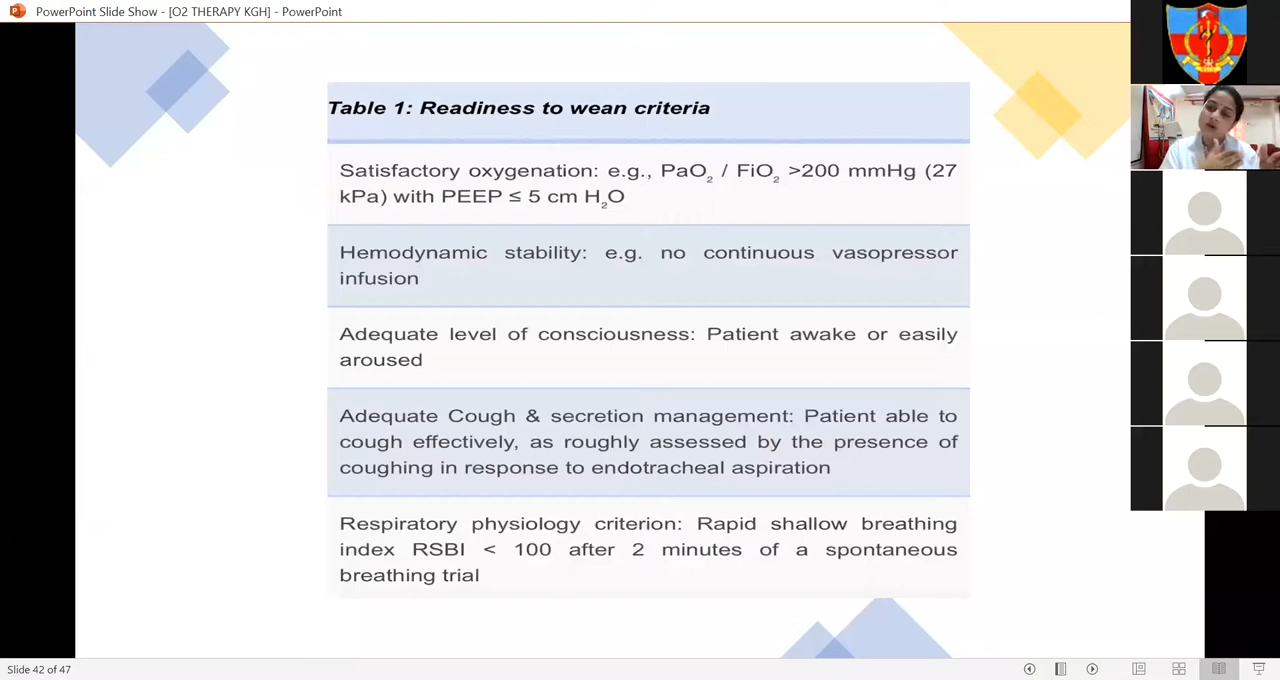 PowerPoint Slide Show - [O2 THERAPY KGH] - PowerPoint
Table 1: Readiness to wean criteria
Satisfactory oxygenation: e.g., PaO₂ / FiO₂ >200 mmHg (27
kPa) with PEEP ≤ 5 cm H₂O
Hemodynamic stability: e.g. no continuous vasopressor
infusion
Adequate level of consciousness: Patient awake or easily
aroused
Adequate Cough & secretion management: Patient able to
cough effectively, as roughly assessed by the presence of
coughing in response to endotracheal aspiration
Respiratory physiology criterion: Rapid shallow breathing
index RSBI < 100 after 2 minutes of a spontaneous
breathing trial
Slide 42 of 47